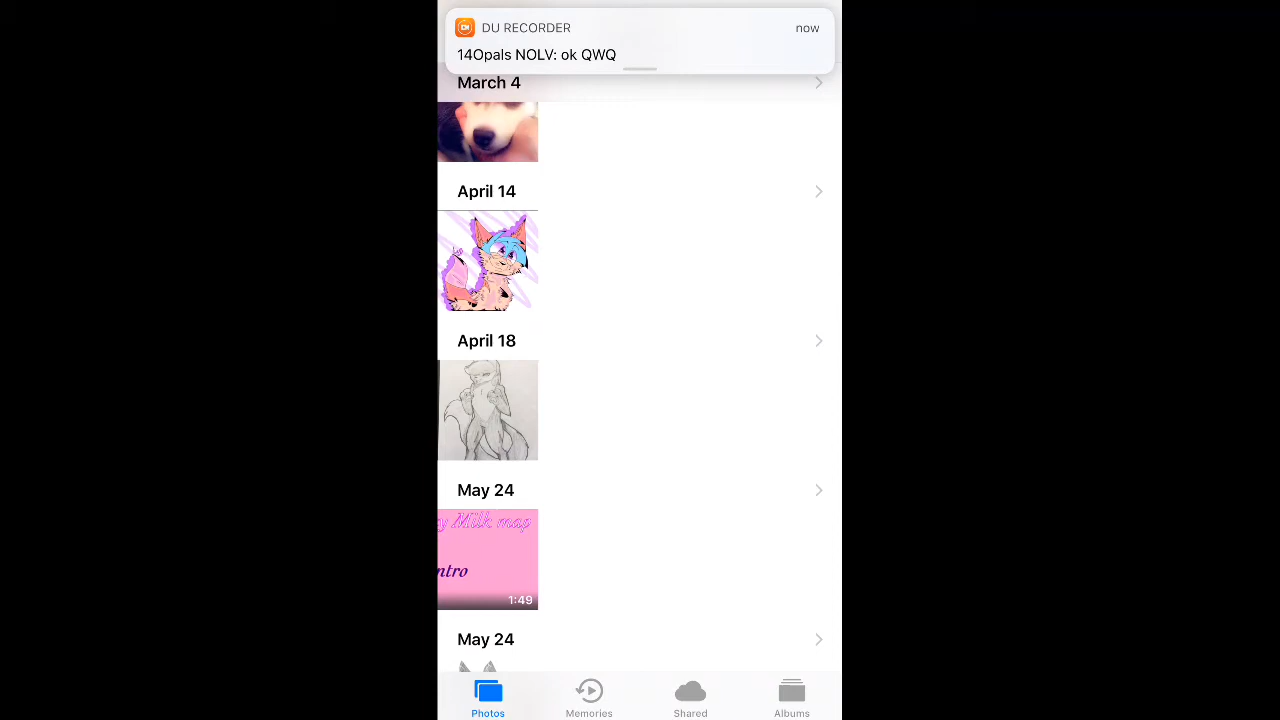 DU RECORDER
now
14Opals NOLV: ok QWQ
March 4
April 14
April 18
May 24
y Milk map
ntro
1:49
May 24
Photos
Memories
Shared
Albums